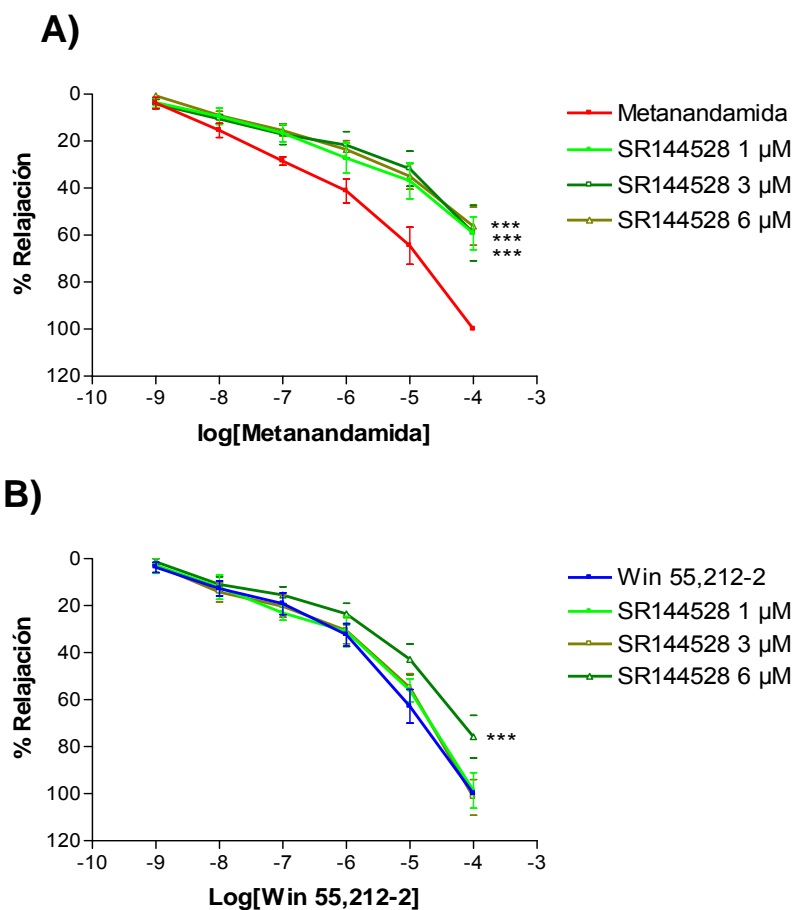 A)
0
20
40
60
80
100
120
% Relajación
-10 -9 -8 -7 -6 -5 -4 -3
log[Metanandamida]
***
***
***
Metanandamida
SR144528 1 µM
SR144528 3 µM
SR144528 6 µM
B)
0
20
40
60
80
100
120
% Relajación
-10 -9 -8 -7 -6 -5 -4 -3
Log[Win 55,212-2]
***
Win 55,212-2
SR144528 1 µM
SR144528 3 µM
SR144528 6 µM